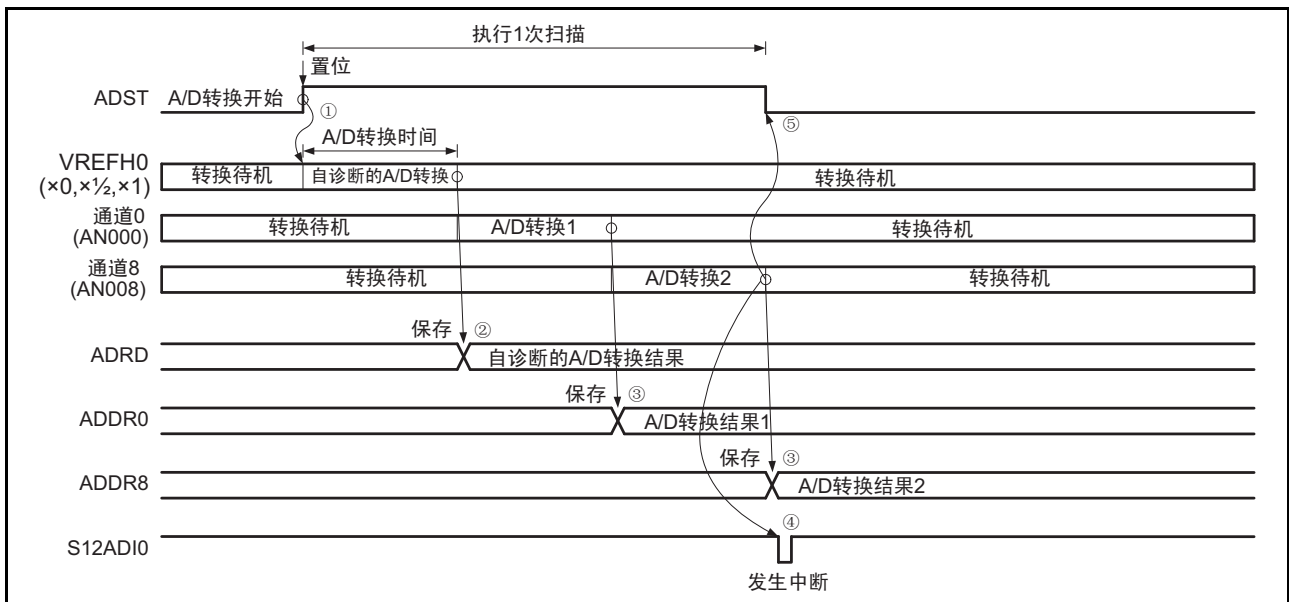 执行1次扫描
置位
ADST A/D转换开始 ① ⑤
A/D转换时间
VREFH0
(×0,×½,×1)
转换待机 自诊断的A/D转换 转换待机
通道0
(AN000)
转换待机 A/D转换1 转换待机
通道8
(AN008)
转换待机 A/D转换2 转换待机
保存 ②
ADRD 自诊断的A/D转换结果
保存 ③
ADDR0 A/D转换结果1
保存 ③
ADDR8 A/D转换结果2
④
S12ADI0
发生中断